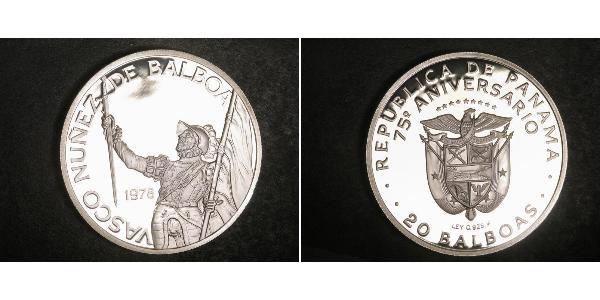 VASCO NUÑEZ DE BALBOA
1978
REPUBLICA DE PANAMA
75º ANIVERSARIO
LEY 0.925
20 BALBOAS